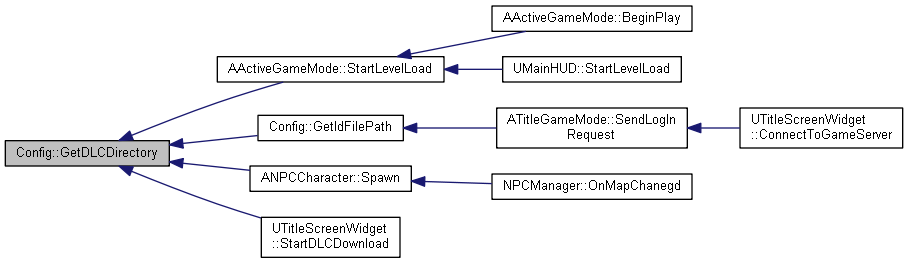 AActiveGameMode::BeginPlay
AActiveGameMode::StartLevelLoad
UMainHUD::StartLevelLoad
Config::GetIdFilePath
ATitleGameMode::SendLogIn
Request
UTitleScreenWidget
::ConnectToGameServer
Config::GetDLCDirectory
ANPCCharacter::Spawn
NPCManager::OnMapChanegd
UTitleScreenWidget
::StartDLCDownload